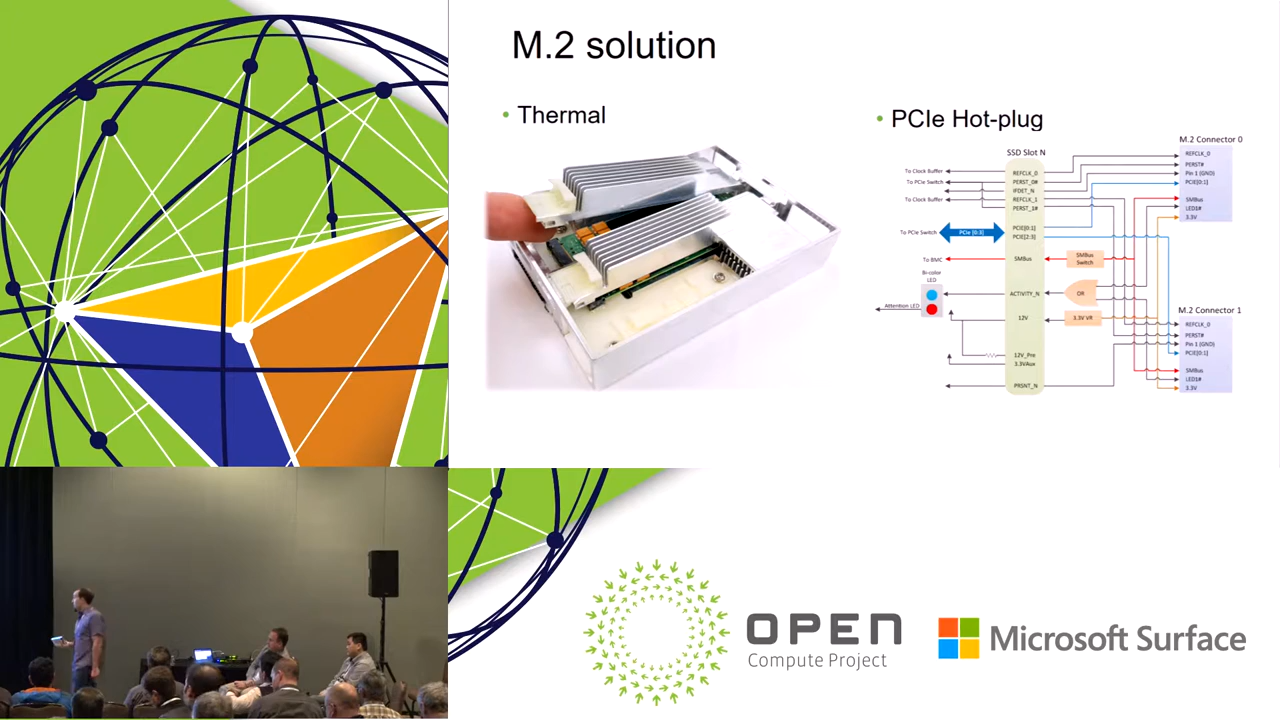 M.2 solution
• Thermal
• PCIe Hot-plug
SSD Slot N
M.2 Connector 0
To Clock Buffer
To PCIe Switch
To Clock Buffer
To PCIe Switch
PCIe [0:3]
To BMC
Bi-color
LED
Attention LED
REFCLK_0
PERST_0#
IFDET_N
REFCLK_1
PERST_1#
PCIE[0:1]
PCIE[2:3]
SMBus
ACTIVITY_N
12V
12V_Pre
3.3VAux
PRSNT_N
SMBus
Switch
OR
3.3V VR
REFCLK_0
PERST#
Pin 1 (GND)
PCIE[0:1]
SMBus
LED1#
3.3V
M.2 Connector 1
REFCLK_0
PERST#
Pin 1 (GND)
PCIE[0:1]
SMBus
LED1#
3.3V
OPEN
Compute Project
Microsoft Surface